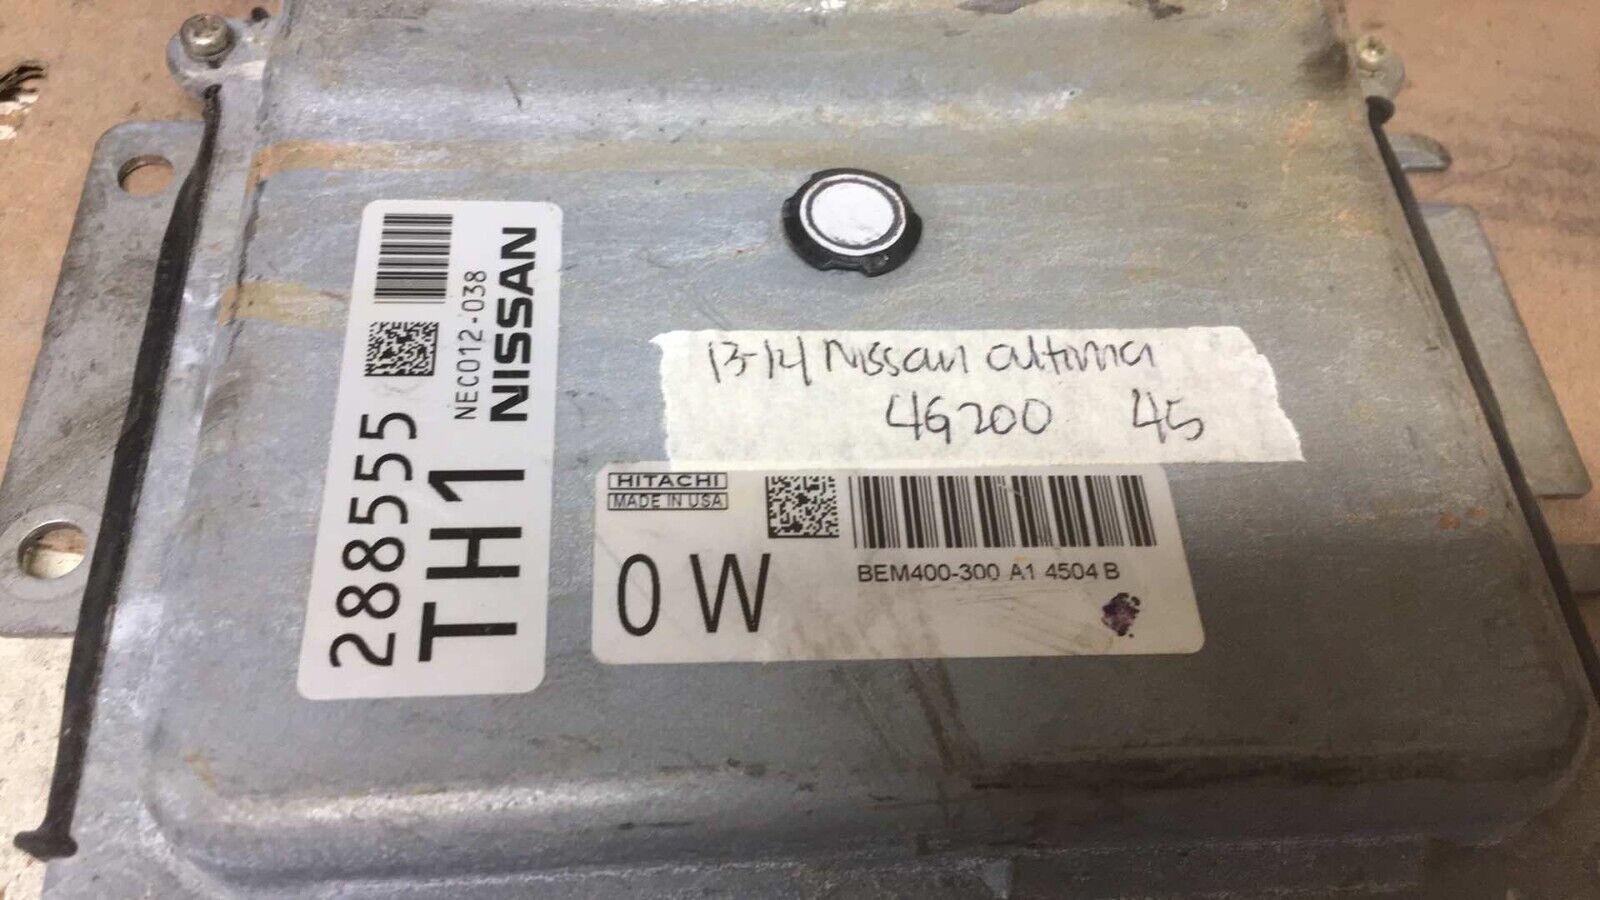 NEC012-038
NISSAN
288555
TH1
13-14 Nissan altima
4G200 45
HITACHI
MADE IN USA
0 W
BEM400-300 A1 4504 B